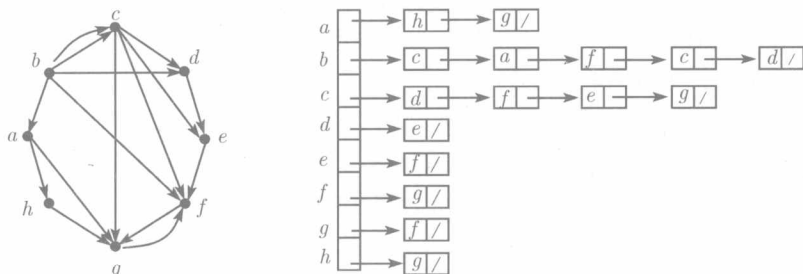 c
b
d
a
e
h
f
g
a h g /
b c a f c d /
c d f e g /
d e /
e f /
f g /
g f /
h g /